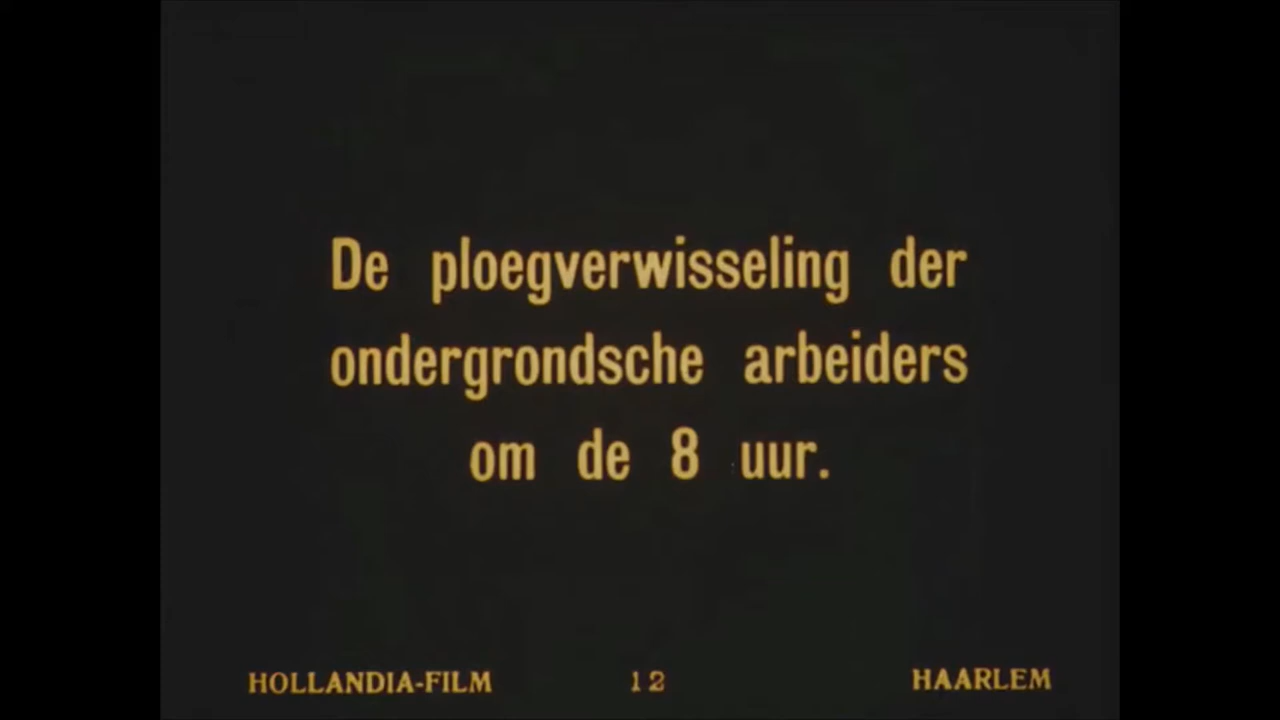 De ploegverwisseling der
ondergrondsche arbeiders
om de 8 uur.
HOLLANDIA-FILM 12 HAARLEM